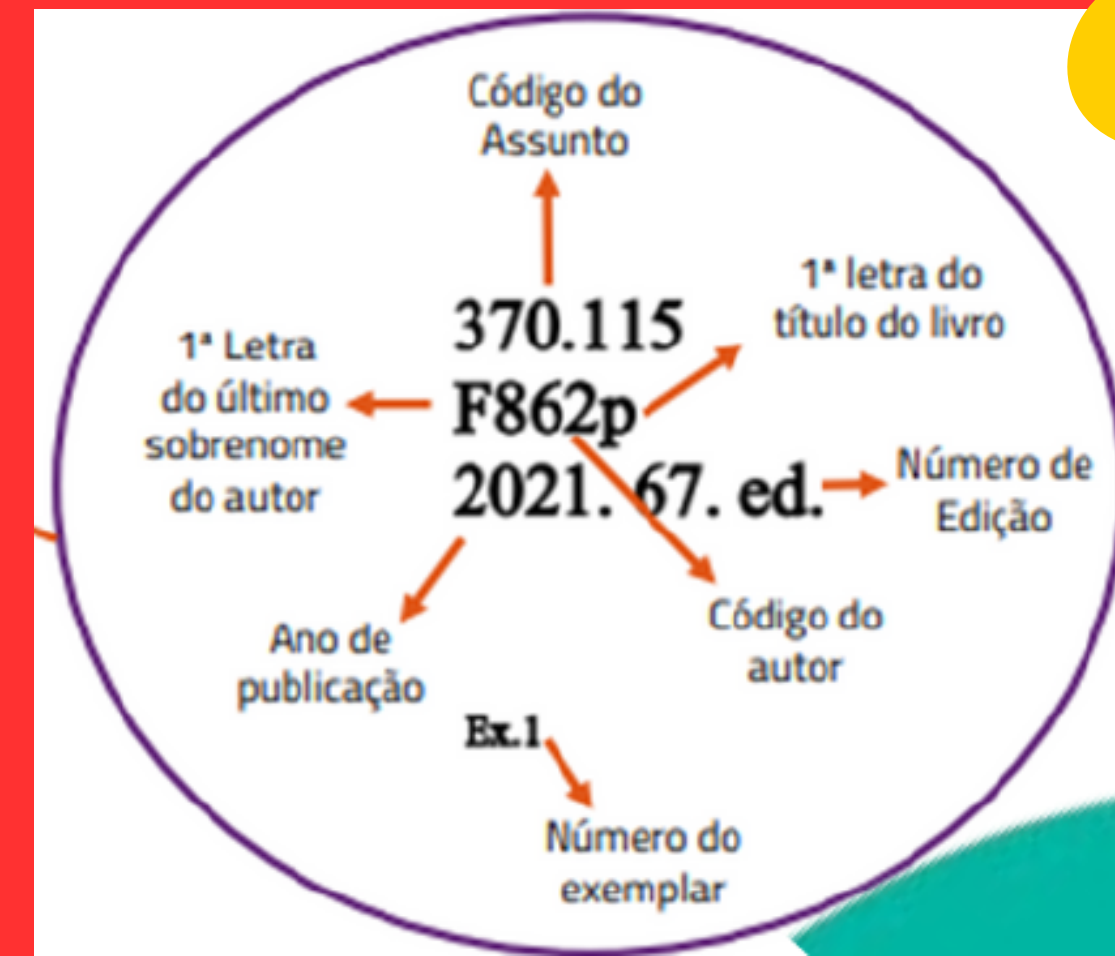 Código do
Assunto
1ª letra do
título do livro
370.115
1ª Letra
do último
sobrenome
do autor
F862p
2021. 67. ed.
Número de
Edição
Código do
autor
Ano de
publicação
Ex.1
Número do
exemplar